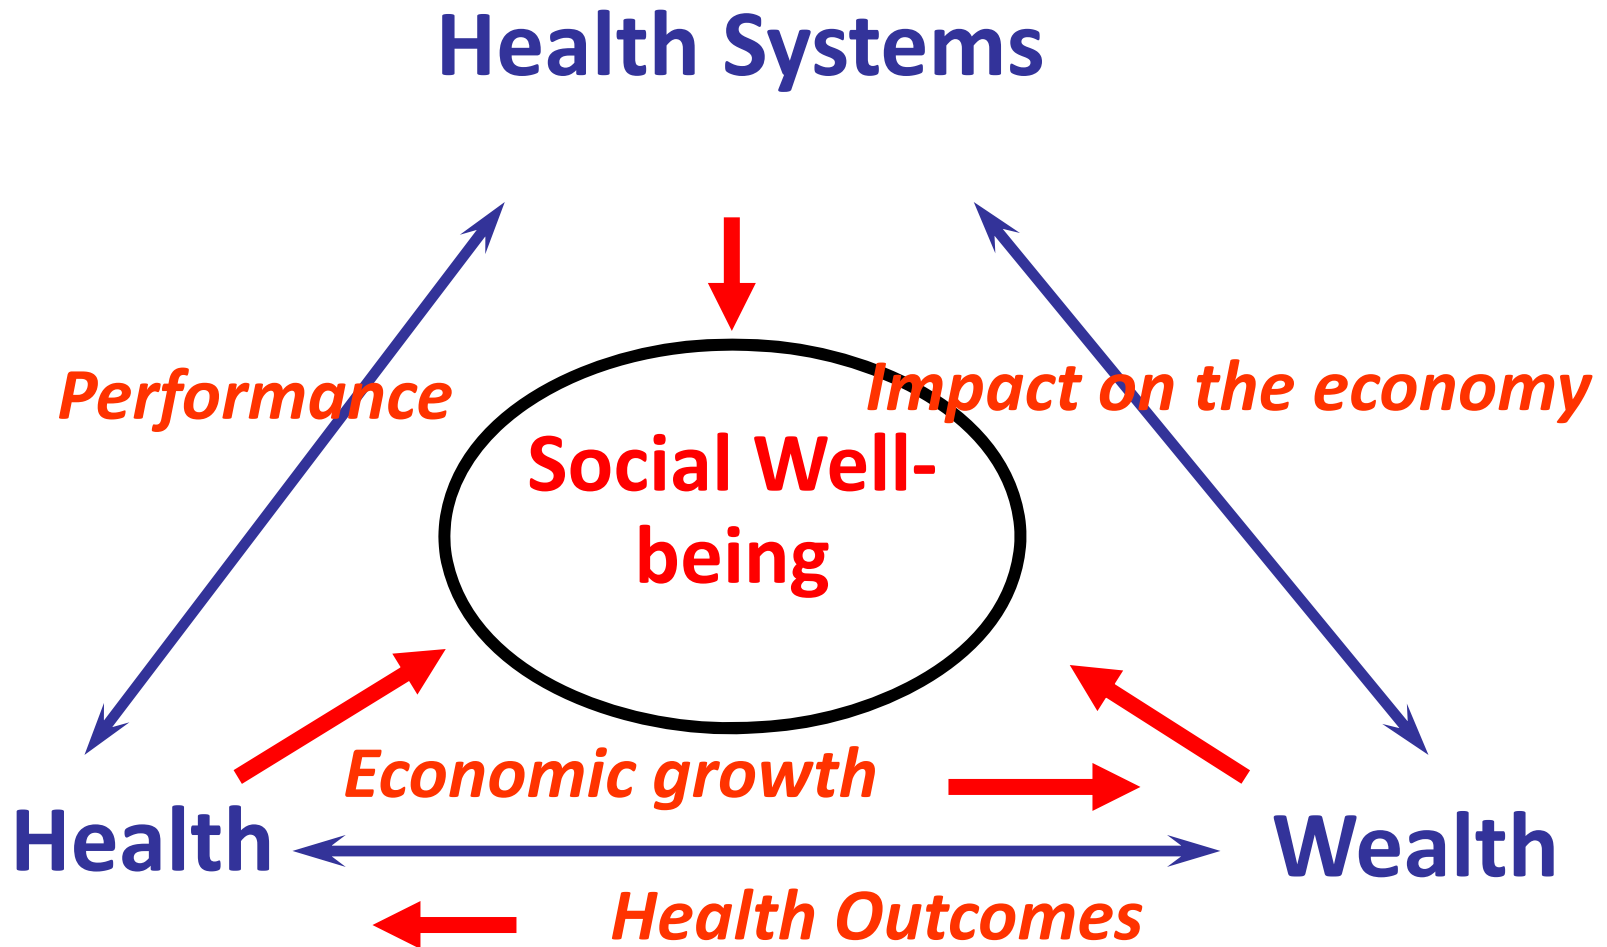 Health Systems
Performance
Impact on the economy
Social Well-
being
Economic growth
Health
Wealth
Health Outcomes